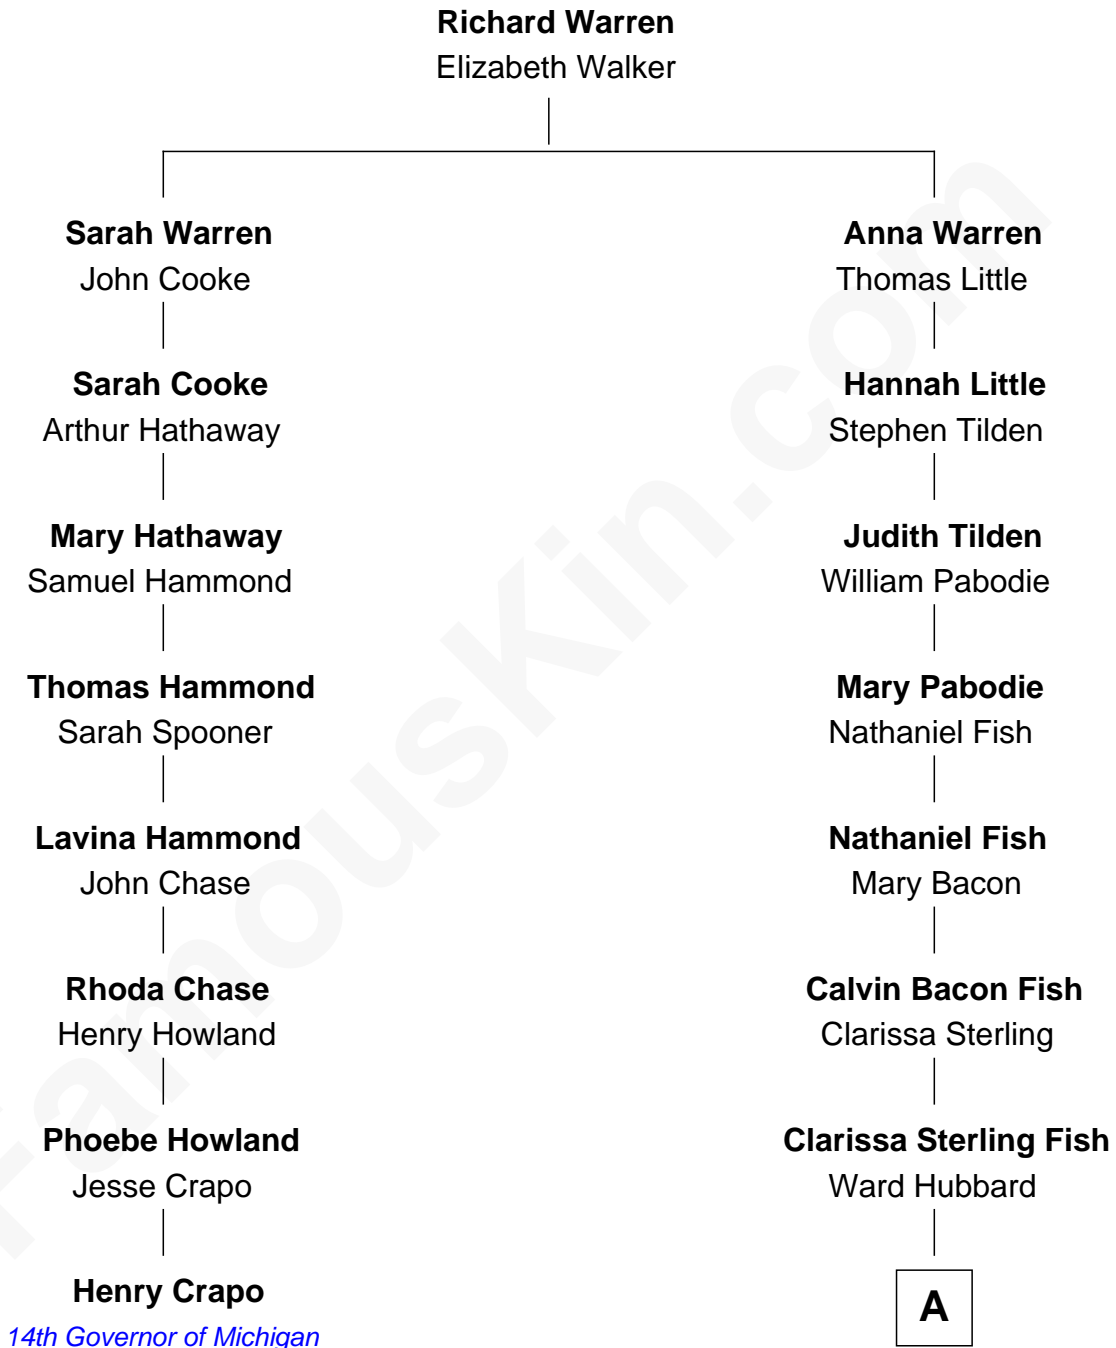 Richard Warren
Elizabeth Walker
Sarah Warren
John Cooke
Sarah Cooke
Arthur Hathaway
Mary Hathaway
Samuel Hammond
Thomas Hammond
Sarah Spooner
Lavina Hammond
John Chase
Rhoda Chase
Henry Howland
Phoebe Howland
Jesse Crapo
Henry Crapo
14th Governor of Michigan
Anna Warren
Thomas Little
Hannah Little
Stephen Tilden
Judith Tilden
William Pabodie
Mary Pabodie
Nathaniel Fish
Nathaniel Fish
Mary Bacon
Calvin Bacon Fish
Clarissa Sterling
Clarissa Sterling Fish
Ward Hubbard
A
FamousKin.com